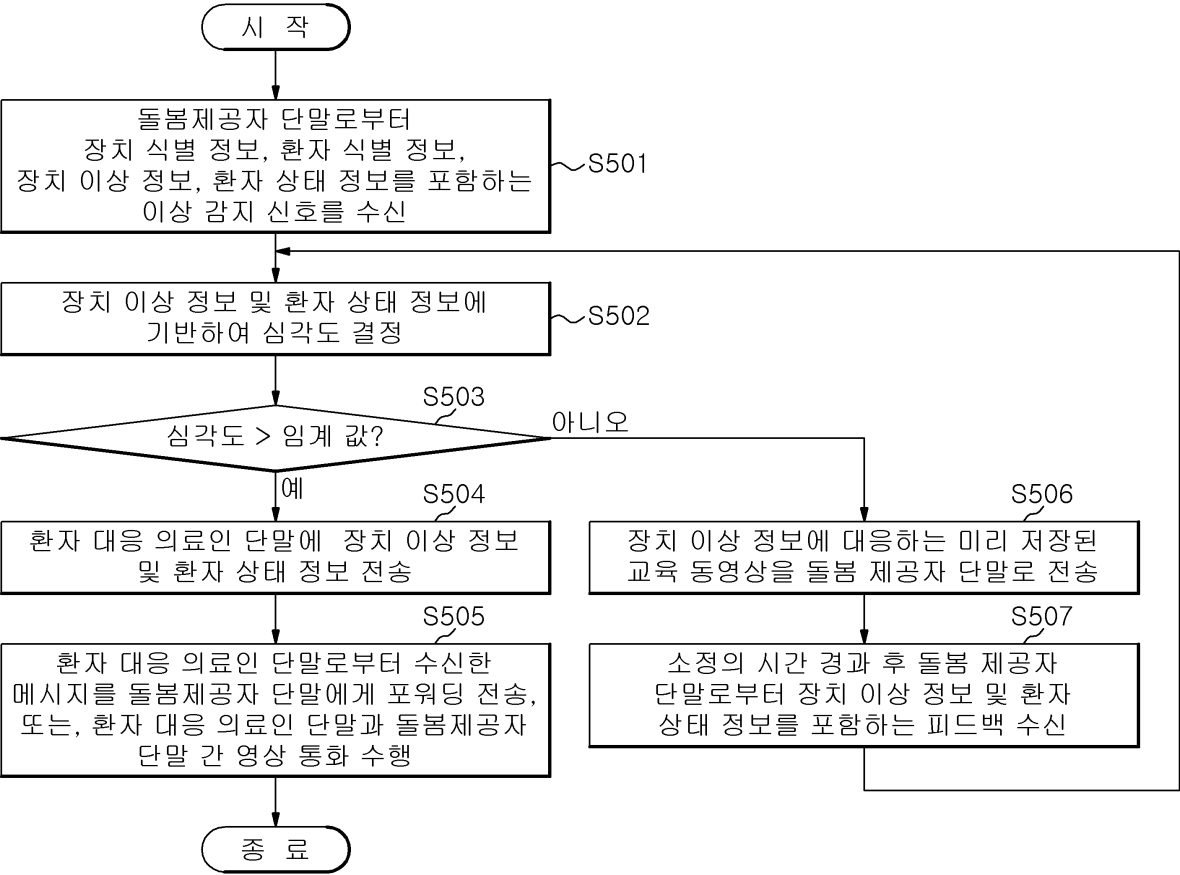 시 작
돌봄제공자 단말로부터
장치 식별 정보, 환자 식별 정보,
장치 이상 정보, 환자 상태 정보를 포함하는
이상 감지 신호를 수신
S501
장치 이상 정보 및 환자 상태 정보에
기반하여 심각도 결정
S502
S503
심각도 > 임계 값?
아니오
예
S504
환자 대응 의료인 단말에 장치 이상 정보
및 환자 상태 정보 전송
S505
환자 대응 의료인 단말로부터 수신한
메시지를 돌봄제공자 단말에게 포워딩 전송,
또는, 환자 대응 의료인 단말과 돌봄제공자
단말 간 영상 통화 수행
S506
장치 이상 정보에 대응하는 미리 저장된
교육 동영상을 돌봄 제공자 단말로 전송
S507
소정의 시간 경과 후 돌봄 제공자
단말로부터 장치 이상 정보 및 환자
상태 정보를 포함하는 피드백 수신
종 료